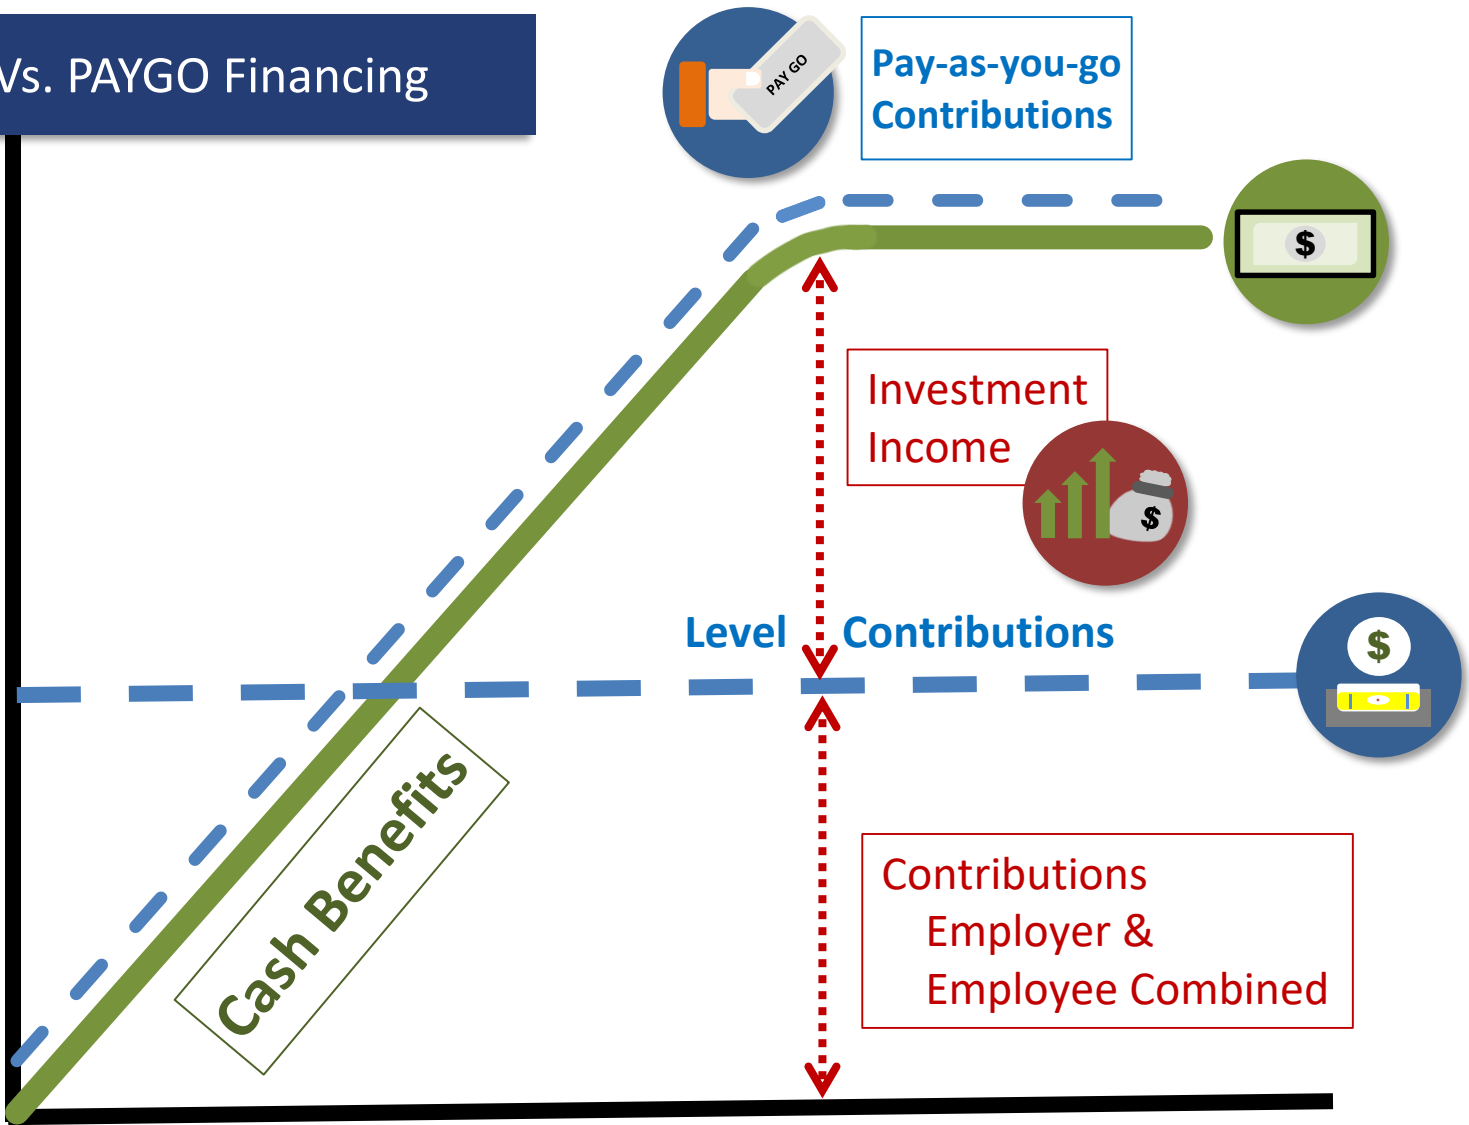 Vs. PAYGO Financing
PAY GO
Pay-as-you-go
Contributions
$
Investment
Income
$
Level Contributions
$
Cash Benefits
Contributions
Employer &
Employee Combined